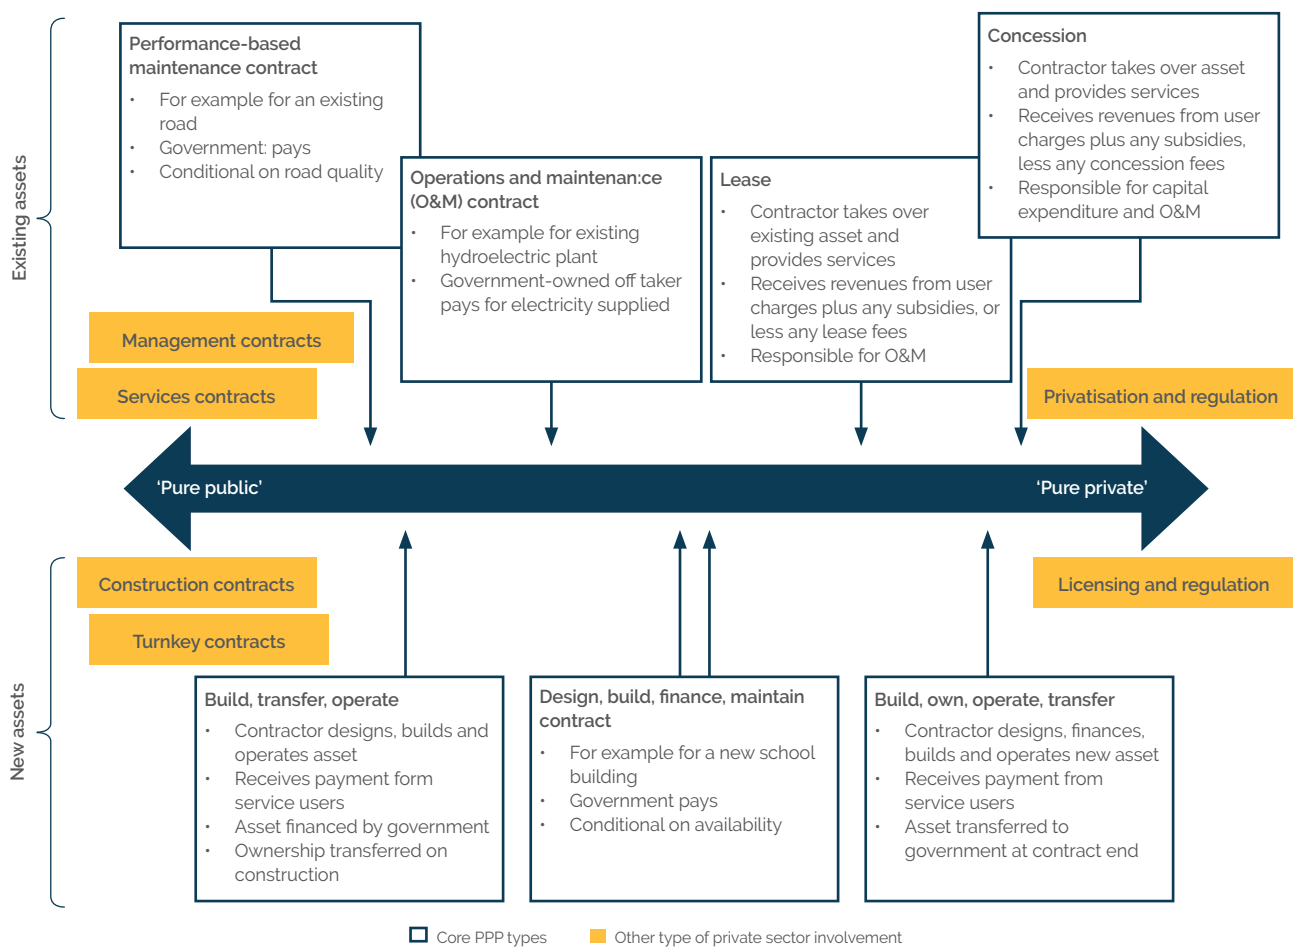 Existing assets
Performance-based
maintenance contract
• For example for an existing
road
• Government: pays
• Conditional on road quality
Operations and maintenan:ce
(O&M) contract
• For example for existing
hydroelectric plant
• Government-owned off taker
pays for electricity supplied
Lease
• Contractor takes over
existing asset and
provides services
• Receives revenues from user
charges plus any subsidies, or
less any lease fees
• Responsible for O&M
Concession
• Contractor takes over asset
and provides services
• Receives revenues from user
charges plus any subsidies,
less any concession fees
• Responsible for capital
expenditure and O&M
Management contracts
Services contracts
Privatisation and regulation
‘Pure public’
‘Pure private’
New assets
Construction contracts
Turnkey contracts
Licensing and regulation
Build, transfer, operate
• Contractor designs, builds and
operates asset
• Receives payment form
service users
• Asset financed by government
• Ownership transferred on
construction
Design, build, finance, maintain
contract
• For example for a new school
building
• Government pays
• Conditional on availability
Build, own, operate, transfer
• Contractor designs, finances,
builds and operates new asset
• Receives payment from
service users
• Asset transferred to
government at contract end
Core PPP types
Other type of private sector involvement